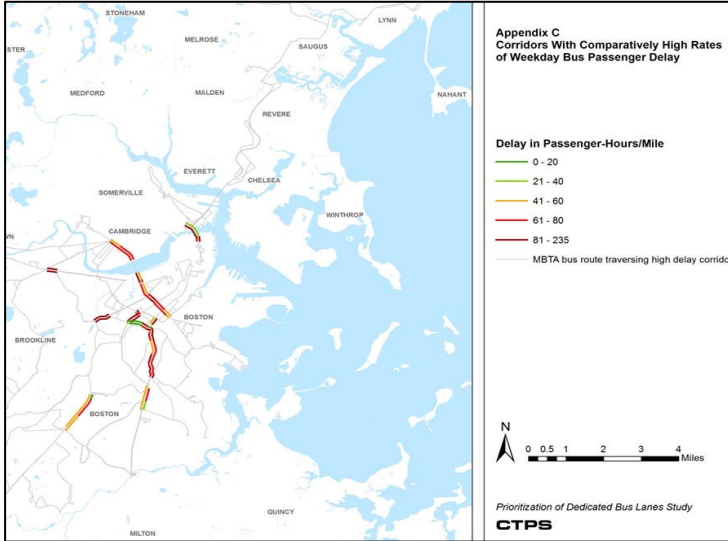 STONEHAM
LYNN
Appendix C
Corridors With Comparatively High Rates
of Weekday Bus Passenger Delay
MELROSE
SAUGUS
STER
MEDFORD
MALDEN
NAHANT
REVERE
Delay in Passenger-Hours/Mile
0 - 20
EVERETT
21 - 40
CHELSEA
SOMERVILLE
41 - 60
WINTHROP
61 - 80
CAMBRIDGE
WN
81 - 235
MBTA bus route traversing high delay corrido
BOSTON
BROOKLINE
BOSTON
N
0 0.5 1 2 3 4
Miles
Prioritization of Dedicated Bus Lanes Study
QUINCY
CTPS
MILTON